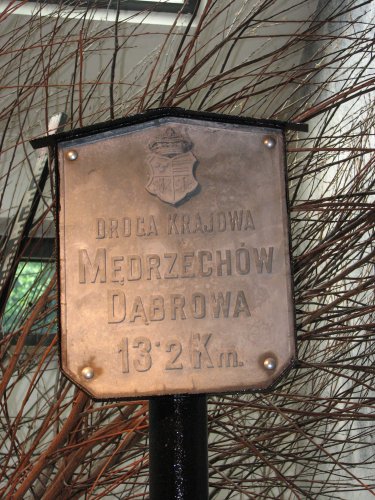 DROGA KRAJOWA
MĘDRZECHÓW
DĄBROWA
13·2 Km.